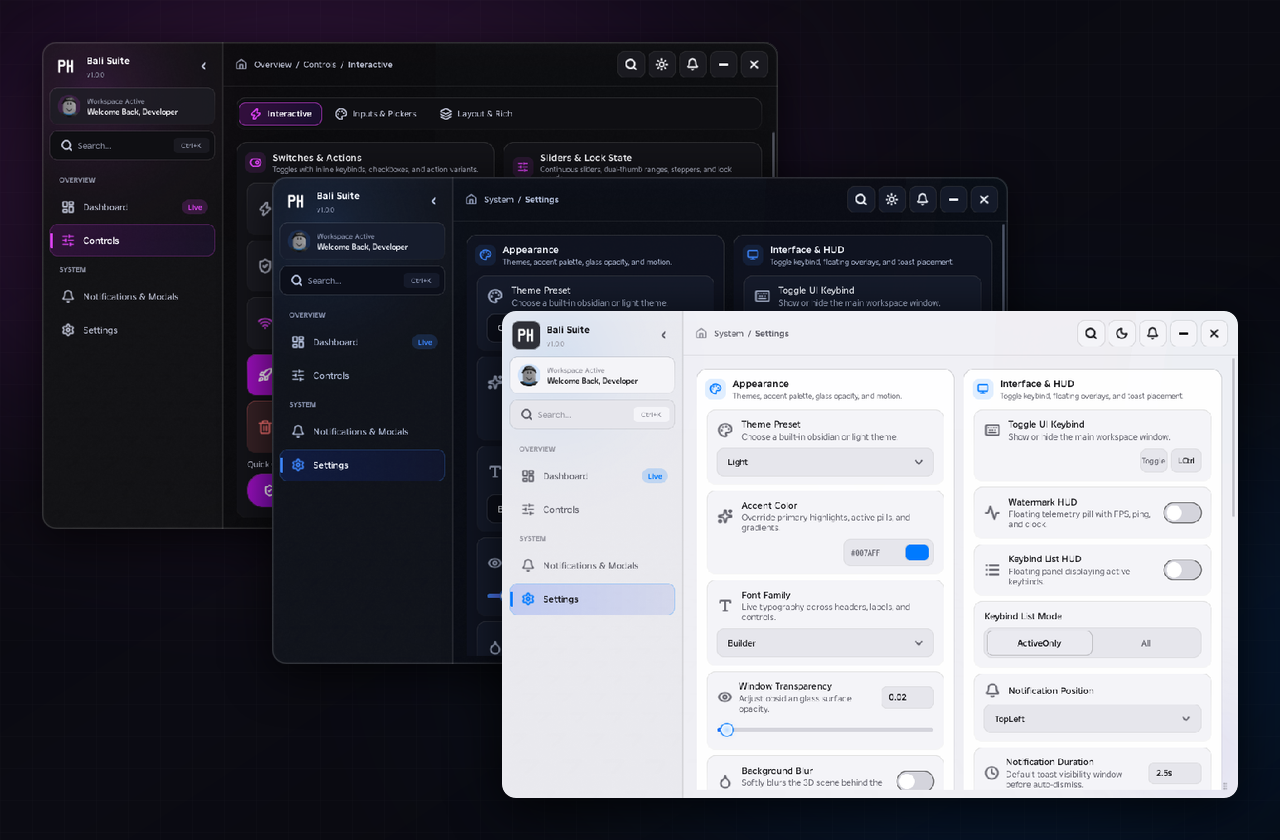 PH
Bali Suite
v1.0.0
Workspace Active
Welcome Back, Developer
Search...
Ctrl+K
OVERVIEW
Dashboard
Live
Controls
SYSTEM
Notifications & Modals
Settings
Overview / Controls / Interactive
Interactive
Inputs & Pickers
Layout & Rich
Switches & Actions
Toggles with inline keybinds, checkboxes, and action variants.
Sliders & Lock State
Continuous sliders, dual-thumb ranges, steppers, and lock
Quick
PH
Bali Suite
v1.0.0
Workspace Active
Welcome Back, Developer
Search...
Ctrl+K
OVERVIEW
Dashboard
Live
Controls
SYSTEM
Notifications & Modals
Settings
System / Settings
Appearance
Themes, accent palette, glass opacity, and motion.
Theme Preset
Choose a built-in obsidian or light theme
Interface & HUD
Toggle keybind, floating overlays, and toast placement.
Toggle UI Keybind
Show or hide the main workspace window.
PH
Bali Suite
v1.0.0
Workspace Active
Welcome Back, Developer
Search...
Ctrl+K
OVERVIEW
Dashboard
Live
Controls
SYSTEM
Notifications & Modals
Settings
System / Settings
Appearance
Themes, accent palette, glass opacity, and motion.
Theme Preset
Choose a built-in obsidian or light theme.
Light
Accent Color
Override primary highlights, active pills, and
gradients.
#007AFF
Font Family
Live typography across headers, labels, and
controls.
Builder
Window Transparency
Adjust obsidian glass surface
opacity.
0.02
Background Blur
Softly blurs the 3D scene behind the
Interface & HUD
Toggle keybind, floating overlays, and toast placement.
Toggle UI Keybind
Show or hide the main workspace window.
Toggle
LCtrl
Watermark HUD
Floating telemetry pill with FPS, ping,
and clock.
Keybind List HUD
Floating panel displaying active
keybinds.
Keybind List Mode
ActiveOnly
All
Notification Position
TopLeft
Notification Duration
Default toast visibility window
before auto-dismiss.
2.5s